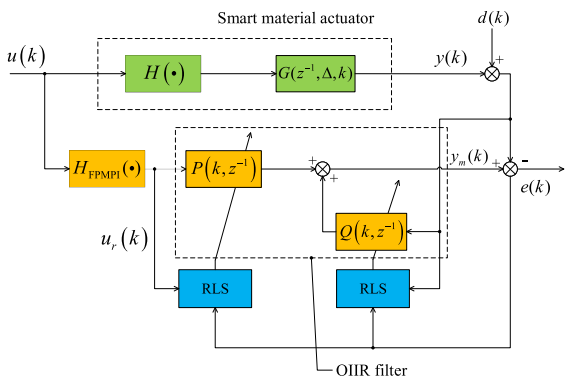 Smart material actuator
d(k)
u(k)
H(•)
G(z⁻¹,Δ,k)
y(k)
+
-
H_FPMPI(•)
P(k,z⁻¹)
+
+
y_m(k)
+
e(k)
u_r(k)
Q(k,z⁻¹)
RLS
RLS
OIIR filter